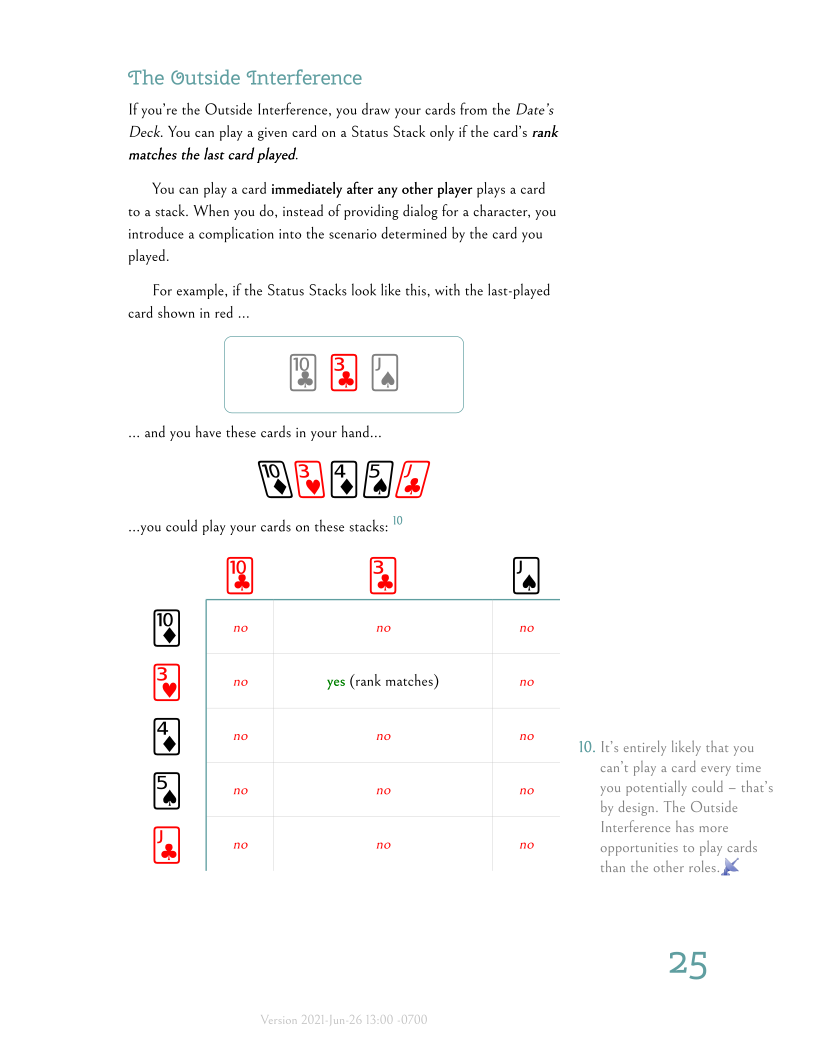 The Outside Interference
If you’re the Outside Interference, you draw your cards from the Date’s
Deck. You can play a given card on a Status Stack only if the card’s rank
matches the last card played.
You can play a card immediately after any other player plays a card
to a stack. When you do, instead of providing dialog for a character, you
introduce a complication into the scenario determined by the card you
played.
For example, if the Status Stacks look like this, with the last-played
card shown in red ...
10 3 J
... and you have these cards in your hand...
10 3 4 5 J
...you could play your cards on these stacks: 10
10 3 J
10 no no no
3 no yes (rank matches) no
4 no no no
5 no no no
J no no no
10. It’s entirely likely that you
can’t play a card every time
you potentially could – that’s
by design. The Outside
Interference has more
opportunities to play cards
than the other roles.
25
Version 2021-Jun-26 13:00 -0700